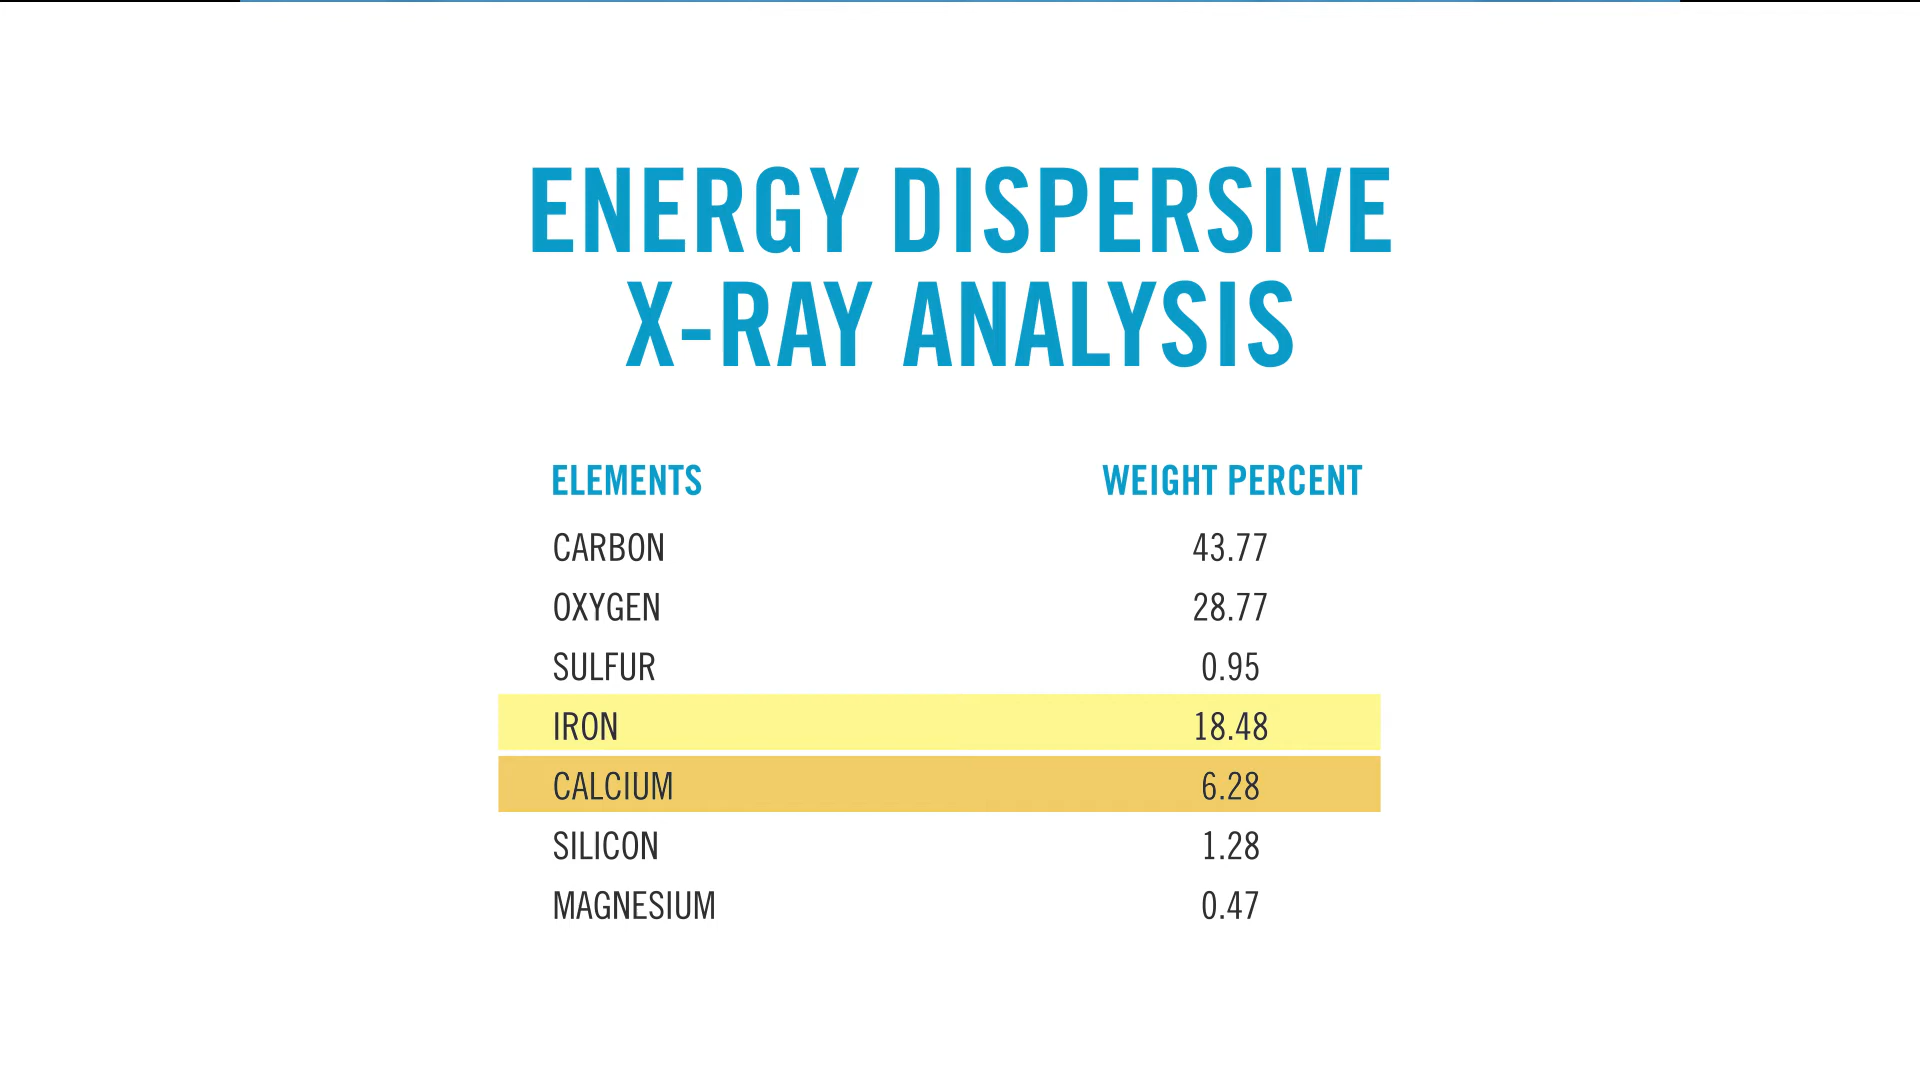 ENERGY DISPERSIVE
X-RAY ANALYSIS
ELEMENTS WEIGHT PERCENT
CARBON 43.77
OXYGEN 28.77
SULFUR 0.95
IRON 18.48
CALCIUM 6.28
SILICON 1.28
MAGNESIUM 0.47